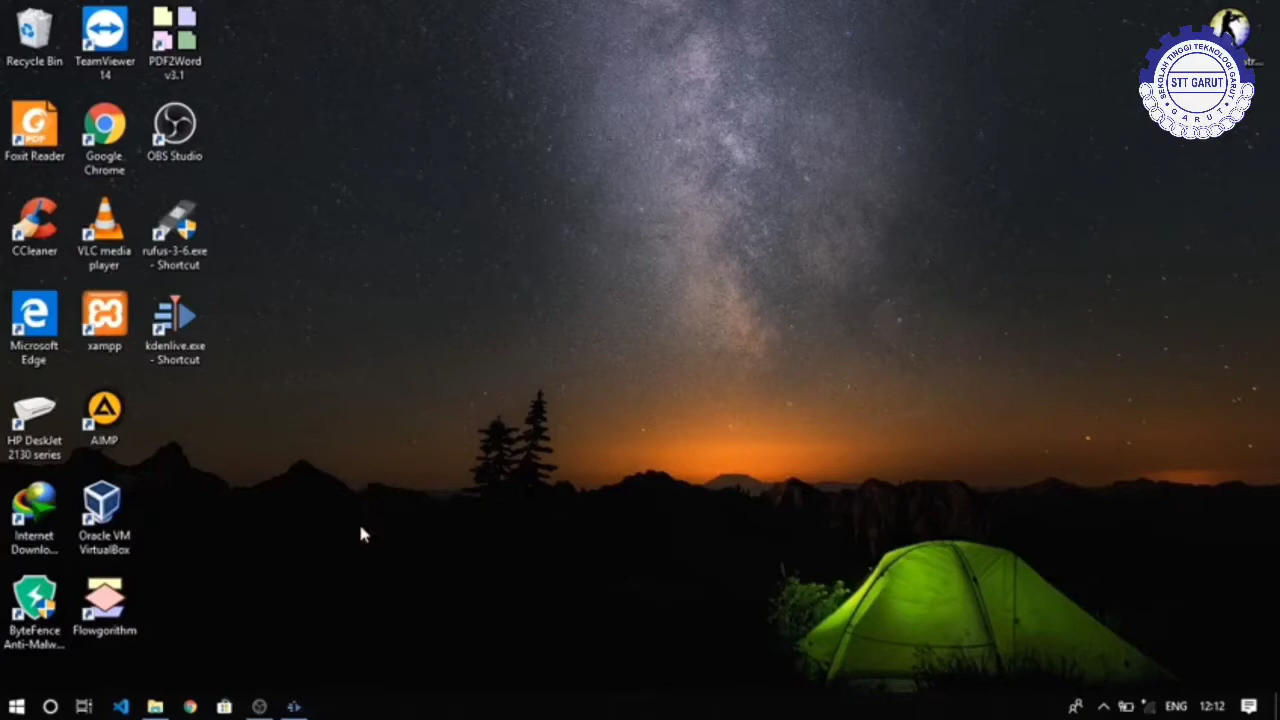 Recycle Bin
TeamViewer
14
PDF2Word
v3.1
Foxit Reader
Google
Chrome
OBS Studio
CCleaner
VLC media
player
rufus-3-6.exe
- Shortcut
Microsoft
Edge
xampp
kdenlive.exe
- Shortcut
HP DeskJet
2130 series
AIMP
Internet
Downlo...
Oracle VM
VirtualBox
ByteFence
Anti-Malw...
Flowgorithm
SEKOLAH TINGGI TEKNOLOGI GARUT
STT GARUT
GARUT
PDF
ENG
12:12